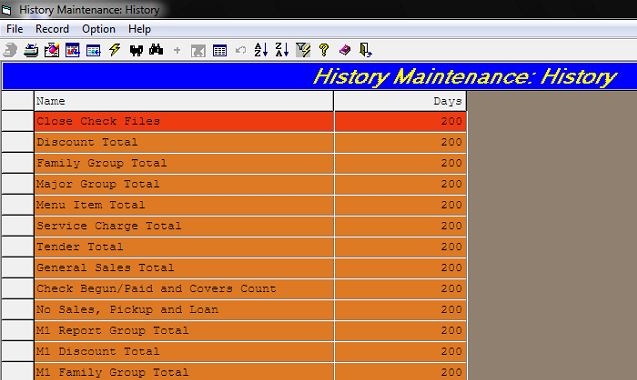 History Maintenance: History
File Record Option Help
History Maintenance: History
Name Days
Close Check Files 200
Discount Total 200
Family Group Total 200
Major Group Total 200
Menu Item Total 200
Service Charge Total 200
Tender Total 200
General Sales Total 200
Check Begun/Paid and Covers Count 200
No Sales, Pickup and Loan 200
M1 Report Group Total 200
M1 Discount Total 200
M1 Family Group Total 200